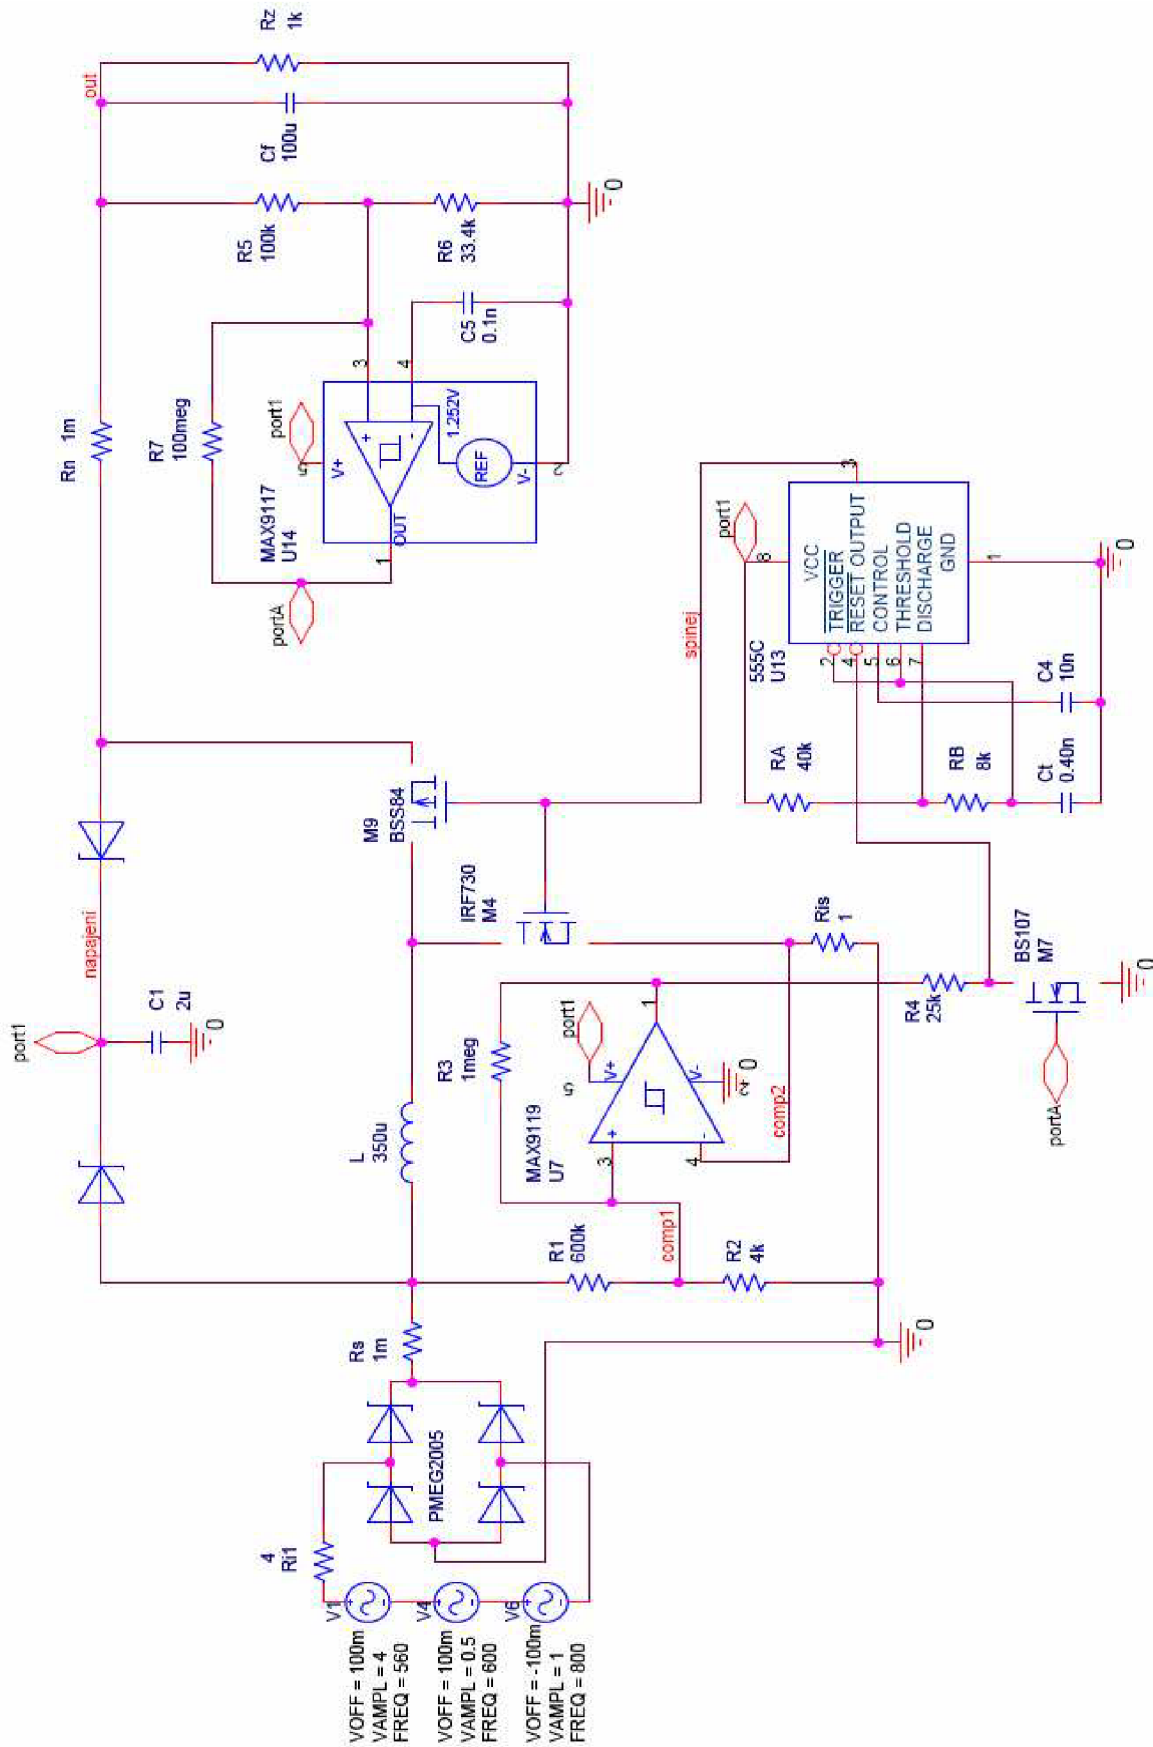 port1
napajeni
C1
2u
out
Rz
1k
Cf
100u
R5
100k
R6
33.4k
0
Rn 1m
R7
100meg
MAX9117
U14
port1
portA
5
V+
+
-
3
4
1.252V
REF
V-
2
OUT
1
C5
0.1n
0
L
350u
M9
BSS84
IRF730
M4
spinej
Ris
1
R3
1meg
MAX9119
U7
port1
5
V+
+
-
3
4
1
V-
2
0
comp1
comp2
R1
600k
R2
4k
Rs
1m
0
PMEG2005
4
Ri1
V1
+
-
V4
+
-
V6
+
-
VOFF = 100m
VAMPL = 4
FREQ = 560
VOFF = 100m
VAMPL = 0.5
FREQ = 600
VOFF = -100m
VAMPL = 1
FREQ = 800
R4
25k
BS107
M7
portA
0
555C
U13
port1
8
VCC
TRIGGER
RESET OUTPUT
CONTROL
THRESHOLD
DISCHARGE
GND
2
4
5
6
7
3
1
RA
40k
RB
8k
Ct
0.40n
C4
10n
0